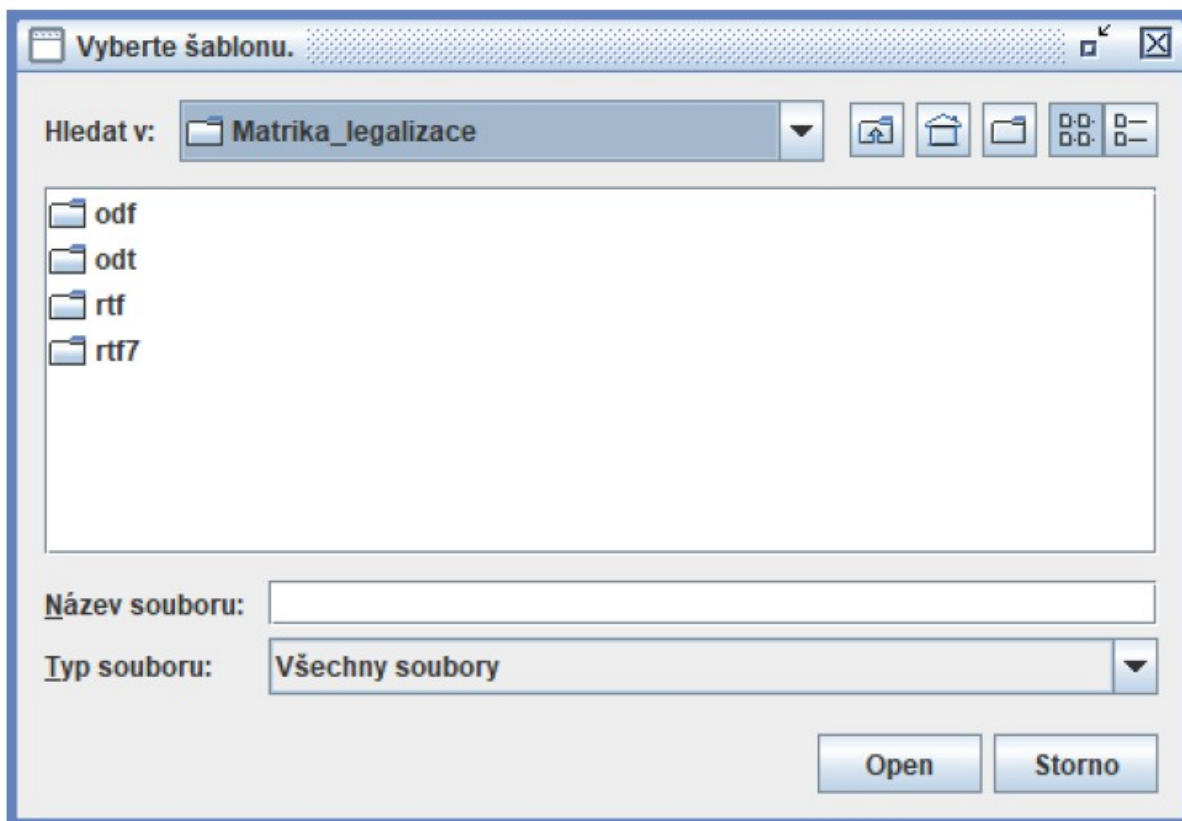 Vyberte šablonu.
Hledat v: Matrika_legalizace
odf
odt
rtf
rtf7
Název souboru:
Typ souboru: Všechny soubory
Open Storno